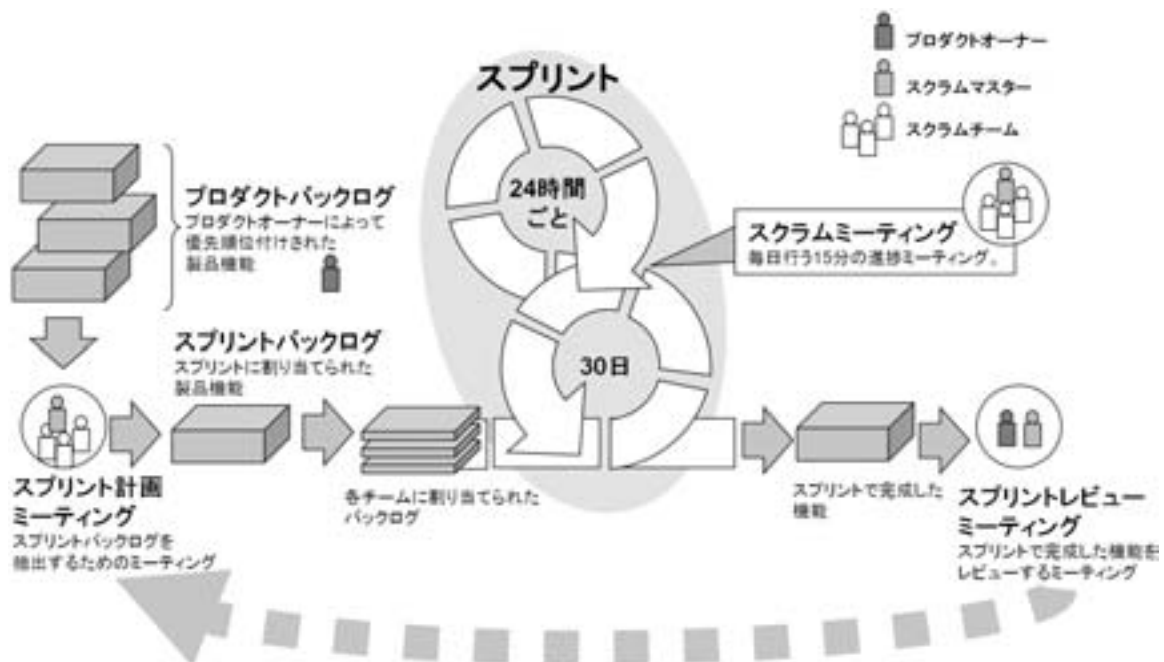 プロダクトオーナー
スクラムマスター
スクラムチーム
スプリント
24時間
ごと
30日
スクラムミーティング
毎日行う15分の進捗ミーティング。
プロダクトバックログ
プロダクトオーナーによって
優先順位付けされた
製品機能
スプリントバックログ
スプリントに割り当てられた
製品機能
スプリント計画
ミーティング
スプリントバックログを
抽出するためのミーティング
各チームに割り当てられた
バックログ
スプリントで完成した
機能
スプリントレビュー
ミーティング
スプリントで完成した機能を
レビューするミーティング